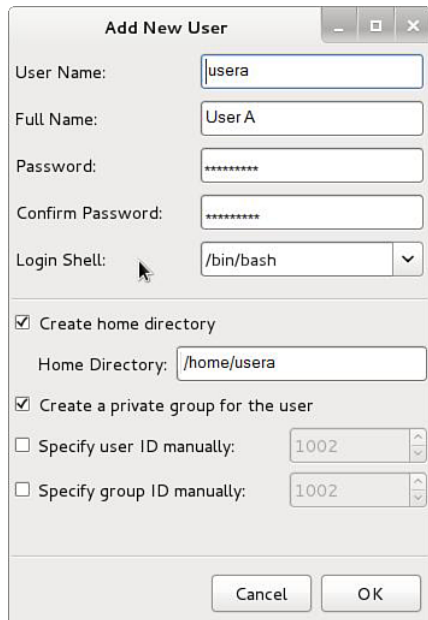 Add New User
User Name: usera
Full Name: User A
Password: *********
Confirm Password: *********
Login Shell: /bin/bash
Create home directory
Home Directory: /home/usera
Create a private group for the user
Specify user ID manually: 1002
Specify group ID manually: 1002
Cancel OK